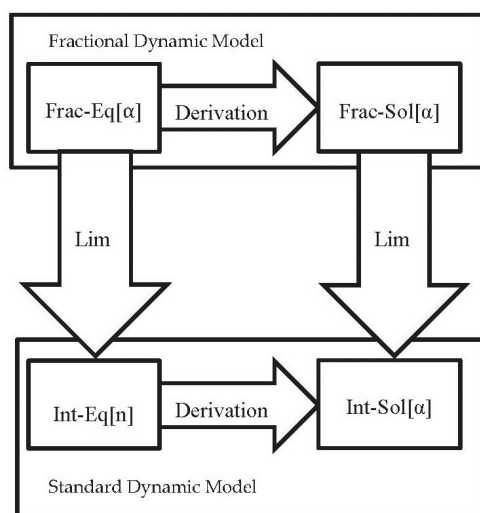 Fractional Dynamic Model
Frac-Eq[α]
Derivation
Frac-Sol[α]
Lim
Lim
Int-Eq[n]
Derivation
Int-Sol[α]
Standard Dynamic Model